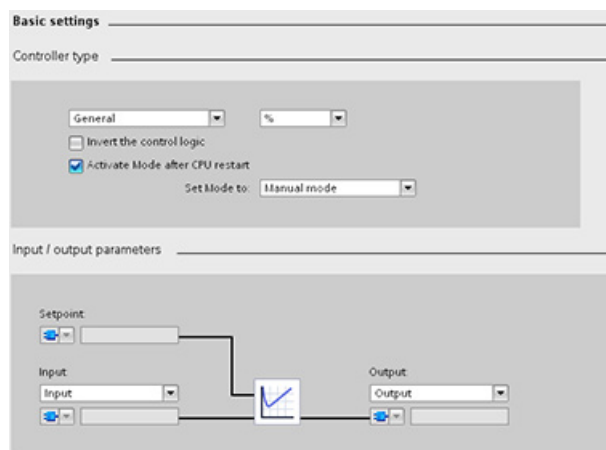 Basic settings
Controller type
General %
Invert the control logic
Activate Mode after CPU restart
Set Mode to: Manual mode
Input / output parameters
Setpoint:
Input: Output:
Input Output